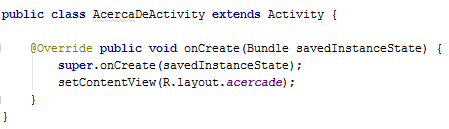 public class AcercaDeActivity extends Activity {
@Override public void onCreate(Bundle savedInstanceState) {
super.onCreate(savedInstanceState);
setContentView(R.layout.acercade);
}
}